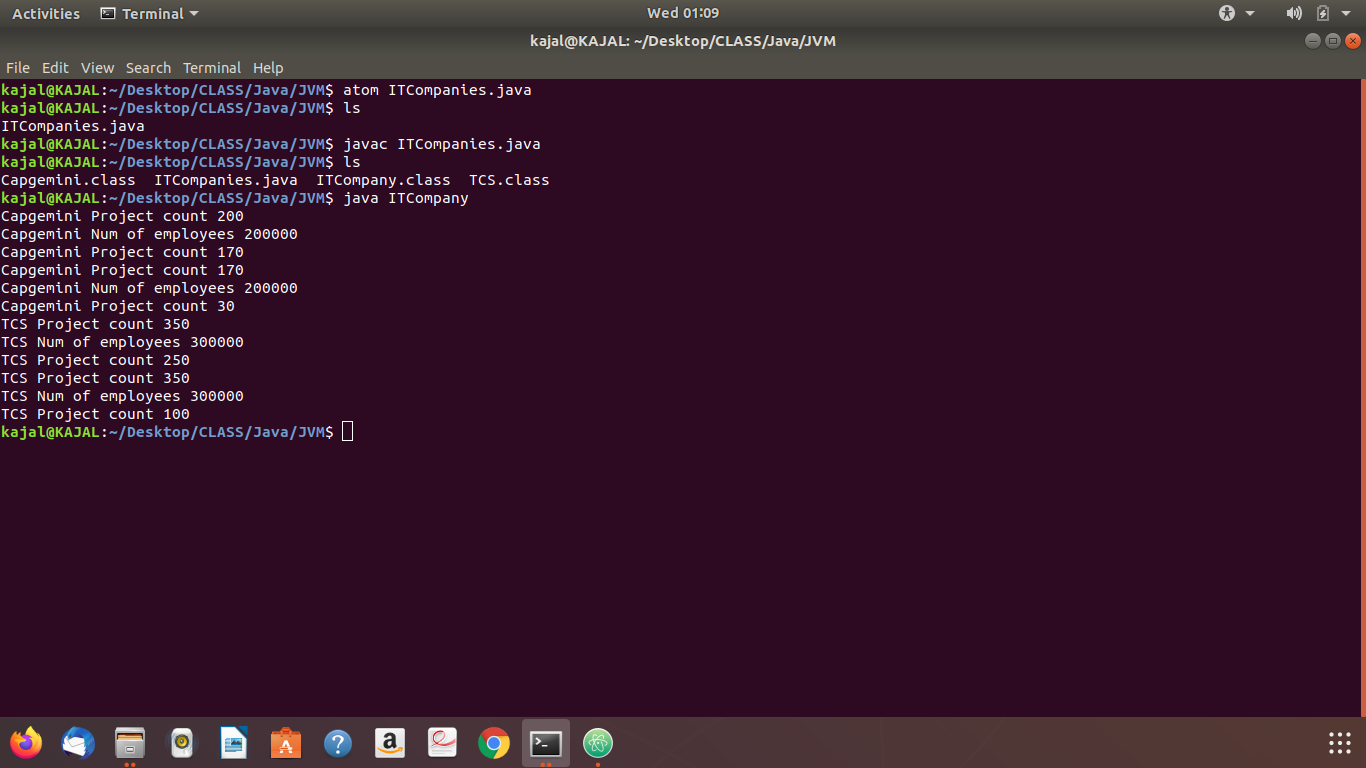 Activities Terminal Wed 01:09
kajal@KAJAL: ~/Desktop/CLASS/Java/JVM
File Edit View Search Terminal Help
kajal@KAJAL:~/Desktop/CLASS/Java/JVM$ atom ITCompanies.java
kajal@KAJAL:~/Desktop/CLASS/Java/JVM$ ls
ITCompanies.java
kajal@KAJAL:~/Desktop/CLASS/Java/JVM$ javac ITCompanies.java
kajal@KAJAL:~/Desktop/CLASS/Java/JVM$ ls
Capgemini.class  ITCompanies.java  ITCompany.class  TCS.class
kajal@KAJAL:~/Desktop/CLASS/Java/JVM$ java ITCompany
Capgemini Project count 200
Capgemini Num of employees 200000
Capgemini Project count 170
Capgemini Project count 170
Capgemini Num of employees 200000
Capgemini Project count 30
TCS Project count 350
TCS Num of employees 300000
TCS Project count 250
TCS Project count 350
TCS Num of employees 300000
TCS Project count 100
kajal@KAJAL:~/Desktop/CLASS/Java/JVM$